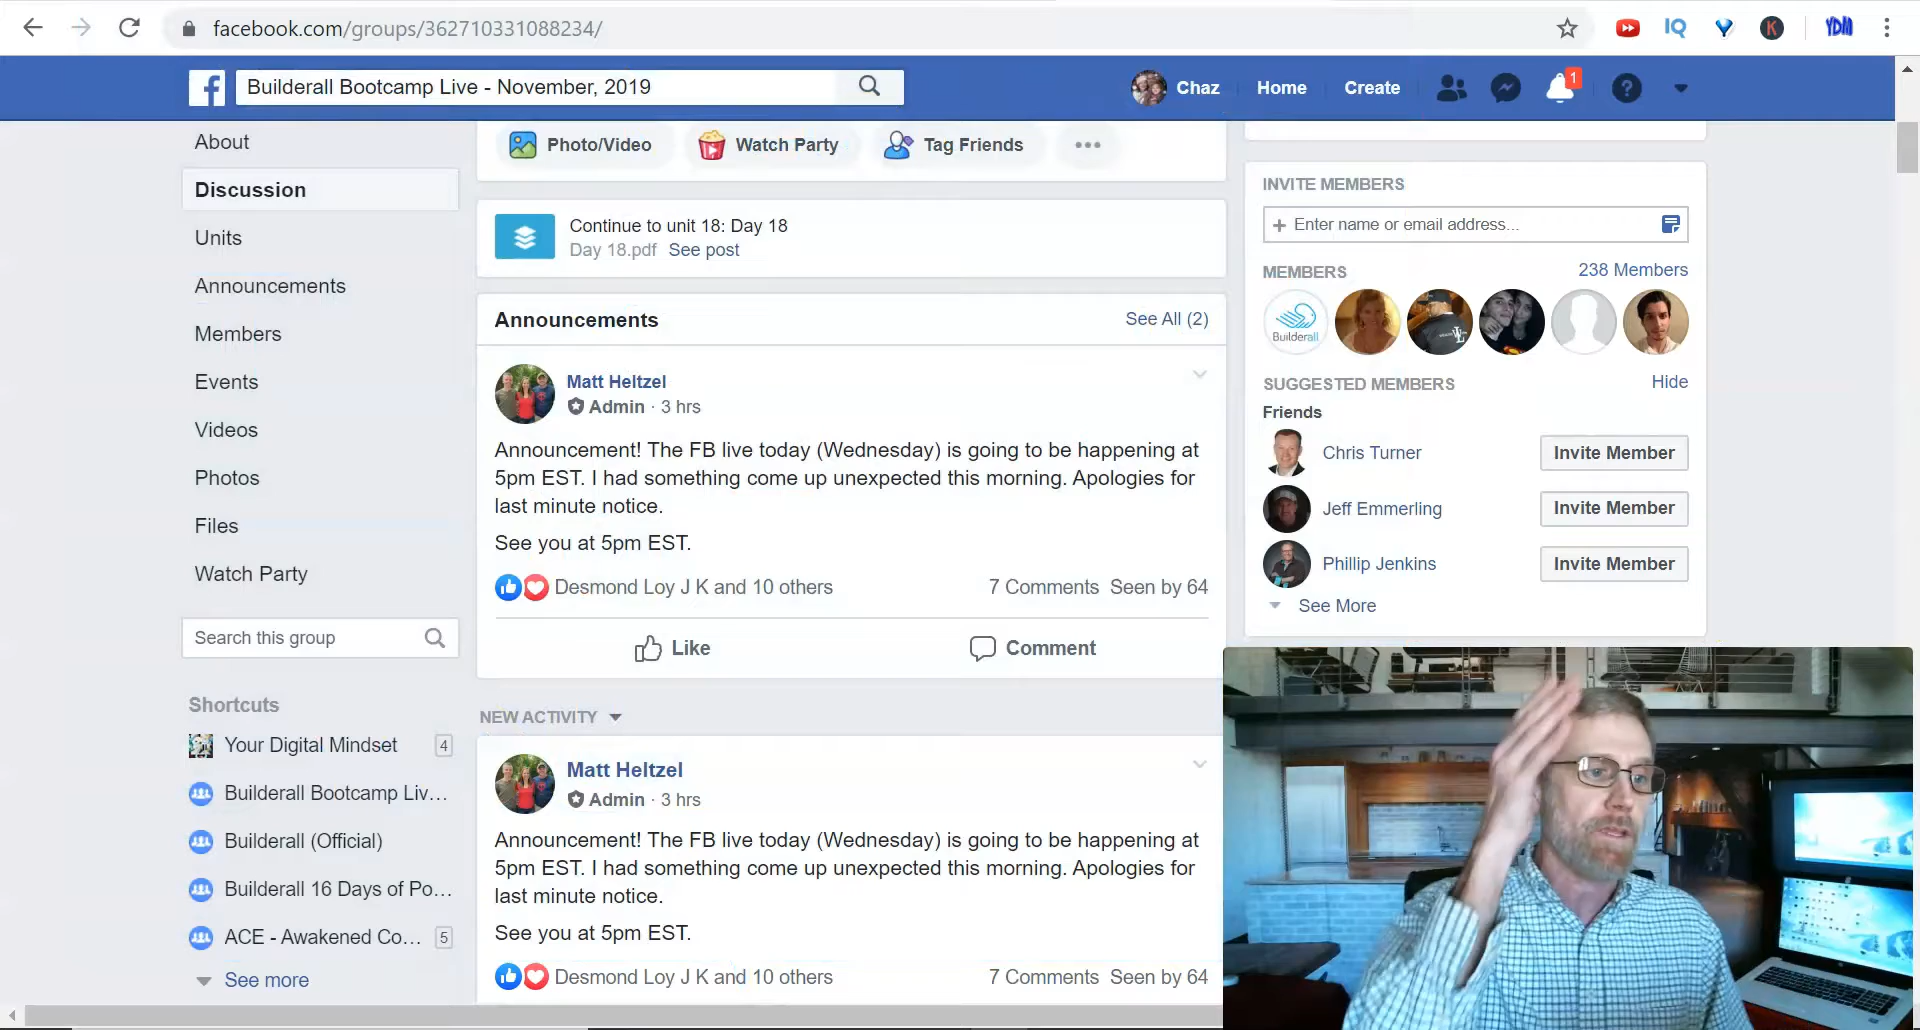 facebook.com/groups/362710331088234/
IQ
K
YDM
Builderall Bootcamp Live - November, 2019
Chaz
Home
Create
1
About
Discussion
Units
Announcements
Members
Events
Videos
Photos
Files
Watch Party
Search this group
Shortcuts
Your Digital Mindset 4
Builderall Bootcamp Liv...
Builderall (Official)
Builderall 16 Days of Po...
ACE - Awakened Co... 5
See more
Photo/Video
Watch Party
Tag Friends
Continue to unit 18: Day 18
Day 18.pdf See post
Announcements
See All (2)
Matt Heltzel
Admin · 3 hrs
Announcement! The FB live today (Wednesday) is going to be happening at
5pm EST. I had something come up unexpected this morning. Apologies for
last minute notice.
See you at 5pm EST.
Desmond Loy J K and 10 others
7 Comments Seen by 64
Like
Comment
NEW ACTIVITY
Matt Heltzel
Admin · 3 hrs
Announcement! The FB live today (Wednesday) is going to be happening at
5pm EST. I had something come up unexpected this morning. Apologies for
last minute notice.
See you at 5pm EST.
Desmond Loy J K and 10 others
7 Comments Seen by 64
INVITE MEMBERS
+ Enter name or email address...
MEMBERS
238 Members
Builderall
SUGGESTED MEMBERS
Hide
Friends
Chris Turner
Invite Member
Jeff Emmerling
Invite Member
Phillip Jenkins
Invite Member
See More